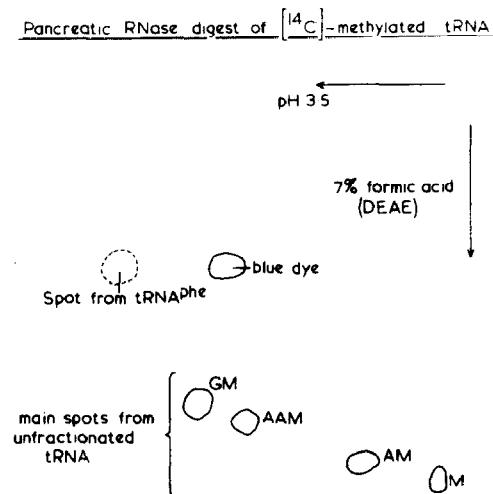 Pancreatic RNase digest of [14C]-methylated tRNA
pH 3 5
7% formic acid
(DEAE)
blue dye
Spot from tRNAphe
GM
AAM
main spots from
unfractionated
tRNA
AM
M